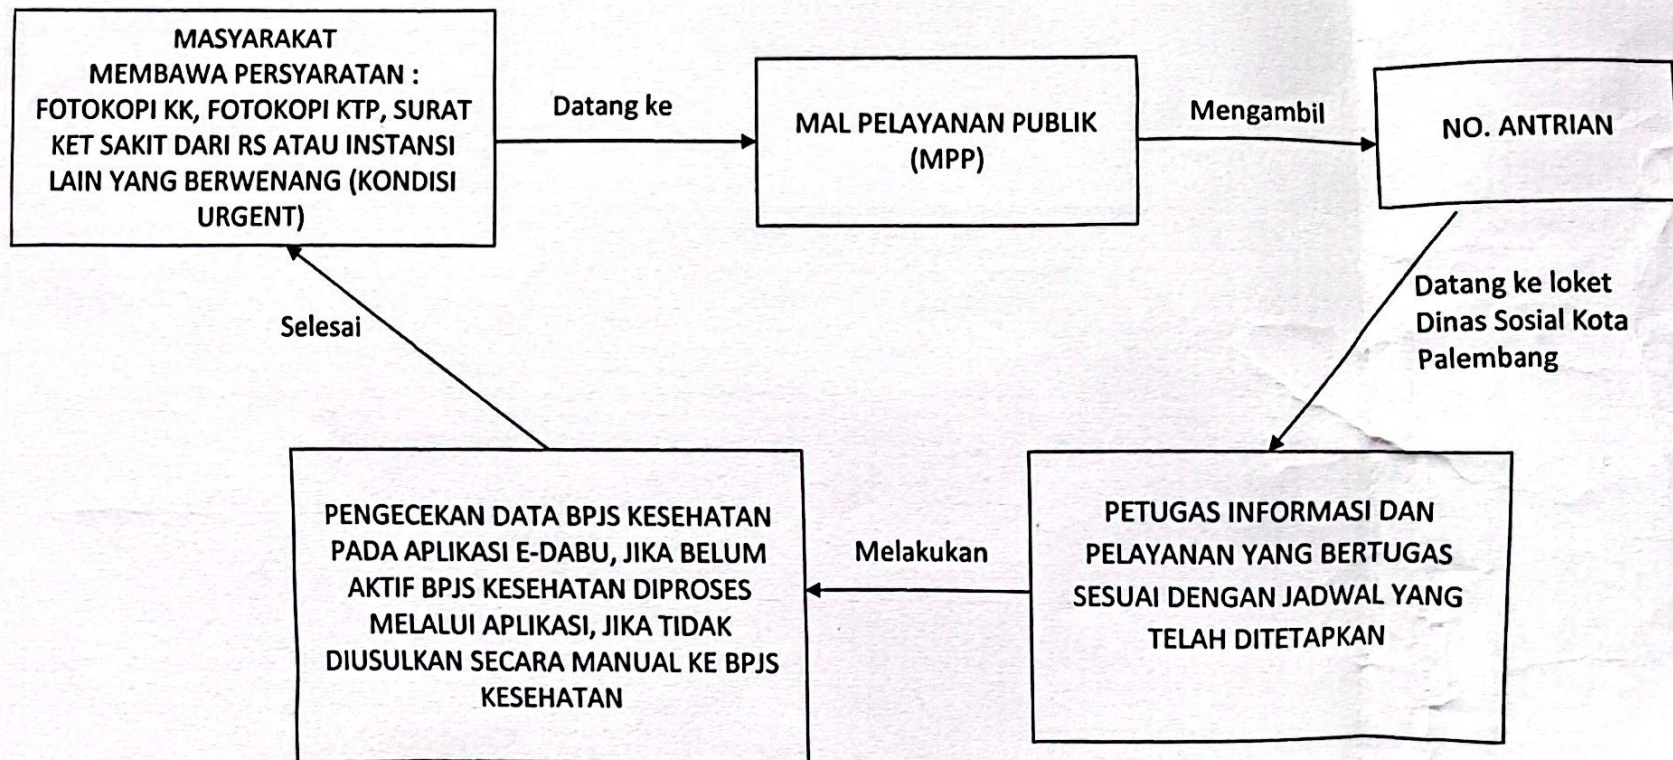 MASYARAKAT
MEMBAWA PERSYARATAN :
FOTOKOPI KK, FOTOKOPI KTP, SURAT
KET SAKIT DARI RS ATAU INSTANSI
LAIN YANG BERWENANG (KONDISI
URGENT)
Datang ke
MAL PELAYANAN PUBLIK
(MPP)
Mengambil
NO. ANTRIAN
Datang ke loket
Dinas Sosial Kota
Palembang
PETUGAS INFORMASI DAN
PELAYANAN YANG BERTUGAS
SESUAI DENGAN JADWAL YANG
TELAH DITETAPKAN
Melakukan
PENGECEKAN DATA BPJS KESEHATAN
PADA APLIKASI E-DABU, JIKA BELUM
AKTIF BPJS KESEHATAN DIPROSES
MELALUI APLIKASI, JIKA TIDAK
DIUSULKAN SECARA MANUAL KE BPJS
KESEHATAN
Selesai